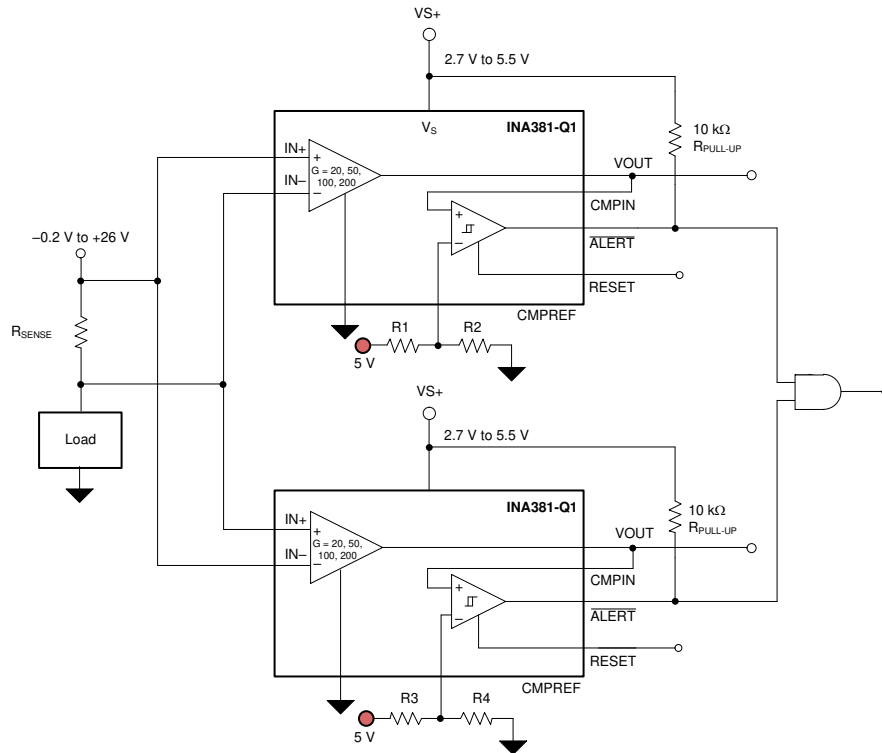 VS+
2.7 V to 5.5 V
VS
INA381-Q1
10 kΩ
RPULL-UP
IN+
IN–
+
–
G = 20, 50,
100, 200
VOUT
CMPIN
+
–
ALERT
RESET
CMPREF
–0.2 V to +26 V
RSENSE
Load
R1
R2
5 V
VS+
2.7 V to 5.5 V
INA381-Q1
10 kΩ
RPULL-UP
IN+
IN–
+
–
G = 20, 50,
100, 200
VOUT
CMPIN
+
–
ALERT
RESET
CMPREF
R3
R4
5 V